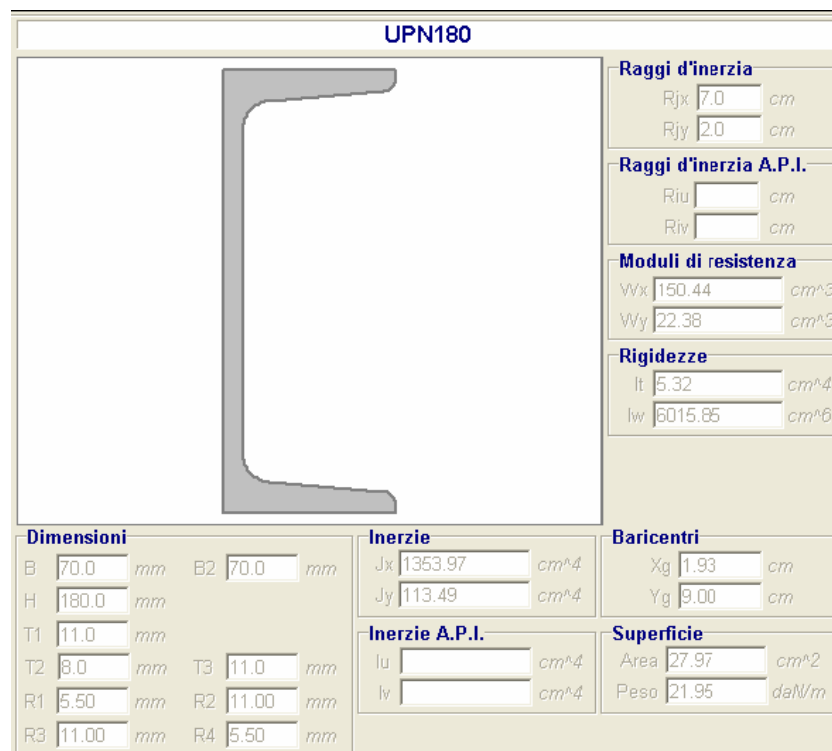 UPN180
Raggi d'inerzia
Rjx 7.0 cm
Rjy 2.0 cm
Raggi d'inerzia A.P.I.
Riu cm
Riv cm
Moduli di resistenza
Wx 150.44 cm^3
Wy 22.38 cm^3
Rigidezze
It 5.32 cm^4
Iw 6015.85 cm^6
Dimensioni
B 70.0 mm B2 70.0 mm
H 180.0 mm
T1 11.0 mm
T2 8.0 mm T3 11.0 mm
R1 5.50 mm R2 11.00 mm
R3 11.00 mm R4 5.50 mm
Inerzie
Jx 1353.97 cm^4
Jy 113.49 cm^4
Inerzie A.P.I.
Iu cm^4
Iv cm^4
Baricentri
Xg 1.93 cm
Yg 9.00 cm
Superficie
Area 27.97 cm^2
Peso 21.95 daN/m